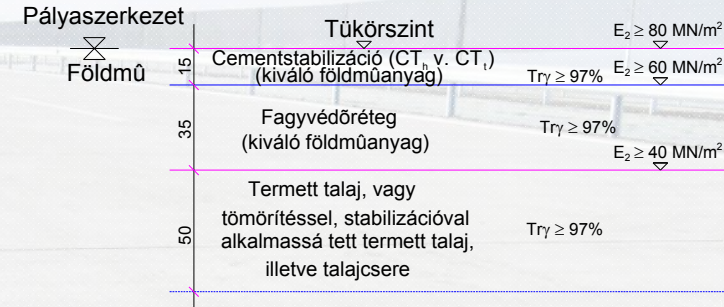 Pályaszerkezet
Földmû
Tükörszint
E₂ ≥ 80 MN/m²
15
Cementstabilizáció (CTₕ v. CTₜ)
(kiváló földmûanyag)
Trγ ≥ 97%
E₂ ≥ 60 MN/m²
35
Fagyvédõréteg
(kiváló földmûanyag)
Trγ ≥ 97%
E₂ ≥ 40 MN/m²
50
Termett talaj, vagy
tömörítéssel, stabilizációval
alkalmassá tett termett talaj,
illetve talajcsere
Trγ ≥ 97%